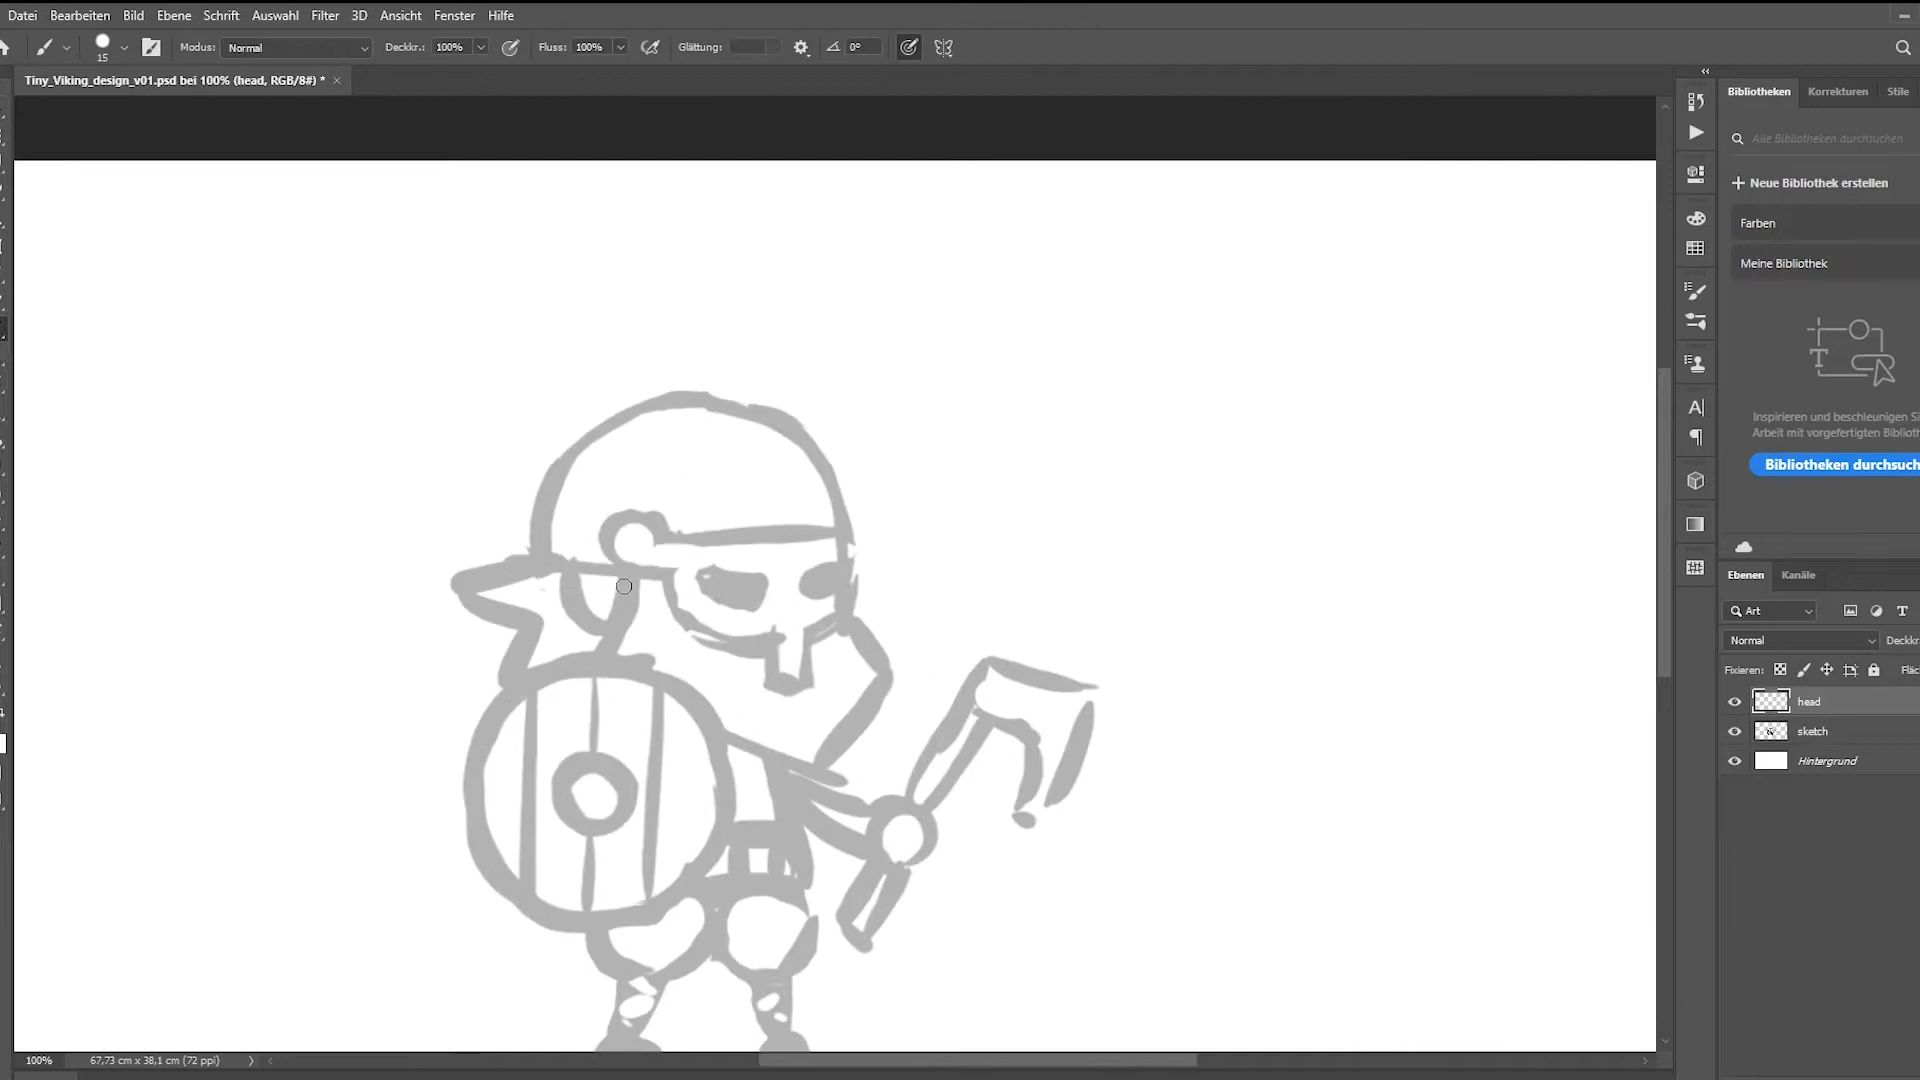 Datei Bearbeiten Bild Ebene Schrift Auswahl Filter 3D Ansicht Fenster Hilfe
15 Modus: Normal Deckkr.: 100% Fluss: 100% Glättung: 0°
Tiny_Viking_design_v01.psd bei 100% (head, RGB/8#) *
Bibliotheken Korrekturen Stile
Alle Bibliotheken durchsuchen
Neue Bibliothek erstellen
Farben
Meine Bibliothek
Inspirieren und beschleunigen Si
Arbeit mit vorgefertigten Biblioth
Bibliotheken durchsuch
Ebenen Kanäle
Art
Normal Deckkr
Fixieren: Fläc
head
sketch
Hintergrund
100% 67,73 cm x 38,1 cm (72 ppi)